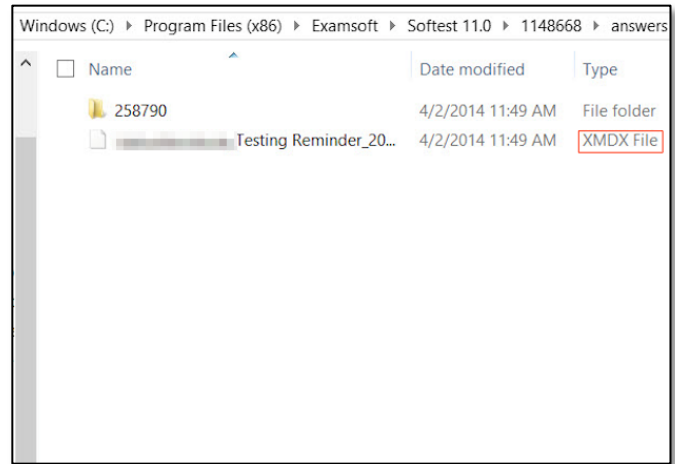 Windows (C:) ▸ Program Files (x86) ▸ Examsoft ▸ Softest 11.0 ▸ 1148668 ▸ answers
Name Date modified Type
258790 4/2/2014 11:49 AM File folder
Testing Reminder_20... 4/2/2014 11:49 AM XMDX File